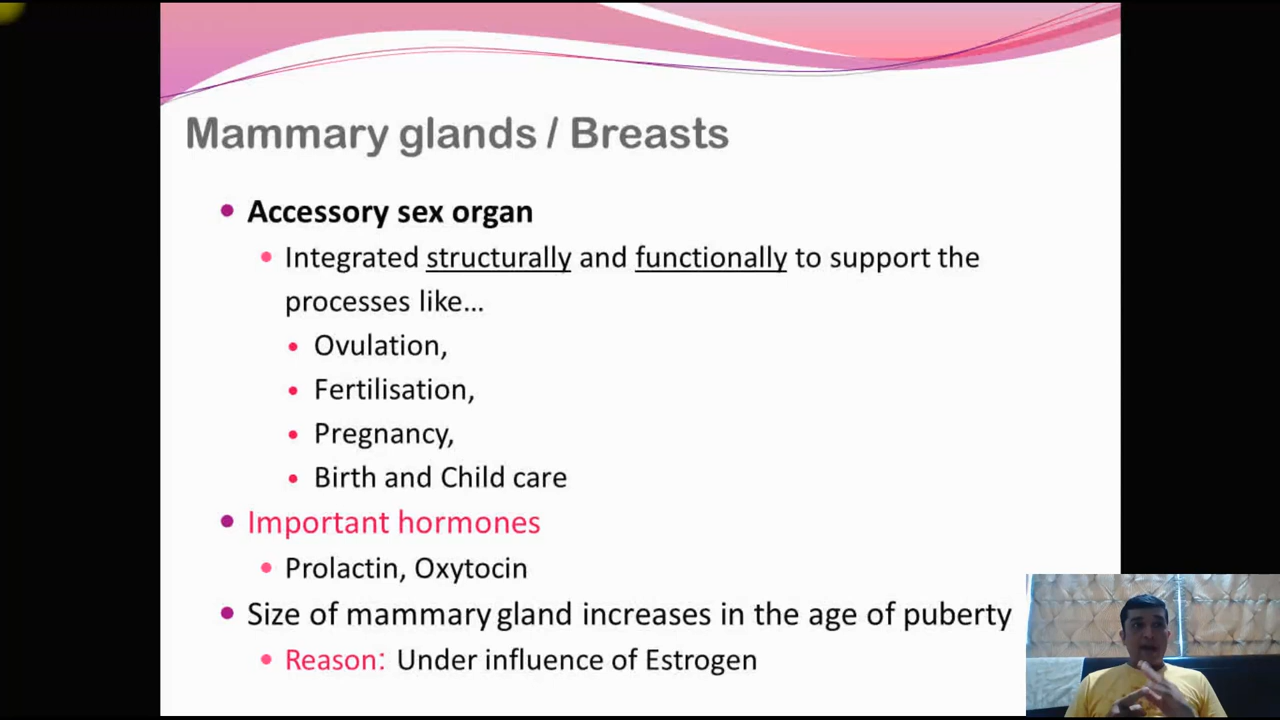 Mammary glands / Breasts
Accessory sex organ
Integrated structurally and functionally to support the
processes like...
Ovulation,
Fertilisation,
Pregnancy,
Birth and Child care
Important hormones
Prolactin, Oxytocin
Size of mammary gland increases in the age of puberty
Reason: Under influence of Estrogen